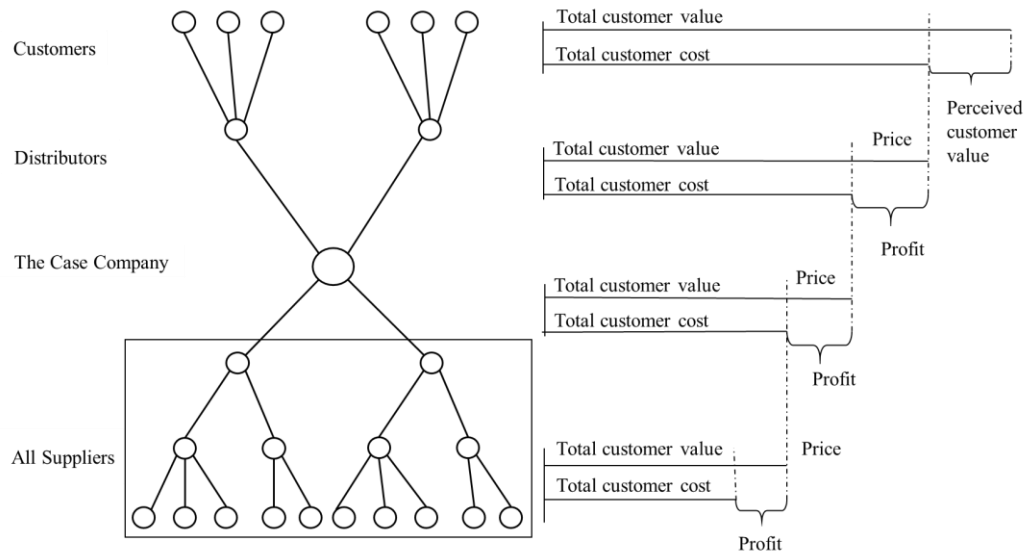 Customers
Total customer value
Total customer cost
Perceived
customer
value
Distributors
Price
Total customer value
Total customer cost
Profit
The Case Company
Price
Total customer value
Total customer cost
Profit
All Suppliers
Price
Total customer value
Total customer cost
Profit